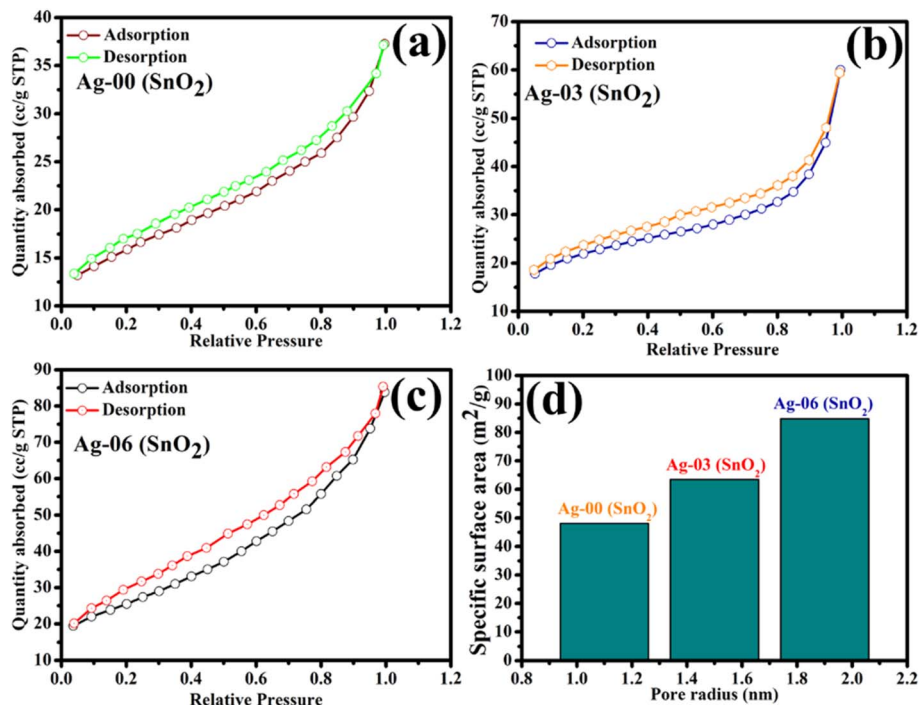 (a)
Adsorption
Desorption
Ag-00 (SnO2)
Quantity absorbed (cc/g STP)
40
35
30
25
20
15
10
0.0 0.2 0.4 0.6 0.8 1.0 1.2
Relative Pressure
(b)
Adsorption
Desorption
Ag-03 (SnO2)
Quantity absorbed (cc/g STP)
70
60
50
40
30
20
10
0.0 0.2 0.4 0.6 0.8 1.0 1.2
Relative Pressure
(c)
Adsorption
Desorption
Ag-06 (SnO2)
Quantity absorbed (cc/g STP)
90
80
70
60
50
40
30
20
10
0.0 0.2 0.4 0.6 0.8 1.0 1.2
Relative Pressure
(d)
Ag-06 (SnO2)
Ag-03 (SnO2)
Ag-00 (SnO2)
Specific surface area (m²/g)
100
90
80
70
60
50
40
30
20
10
0
0.8 1.0 1.2 1.4 1.6 1.8 2.0 2.2
Pore radius (nm)